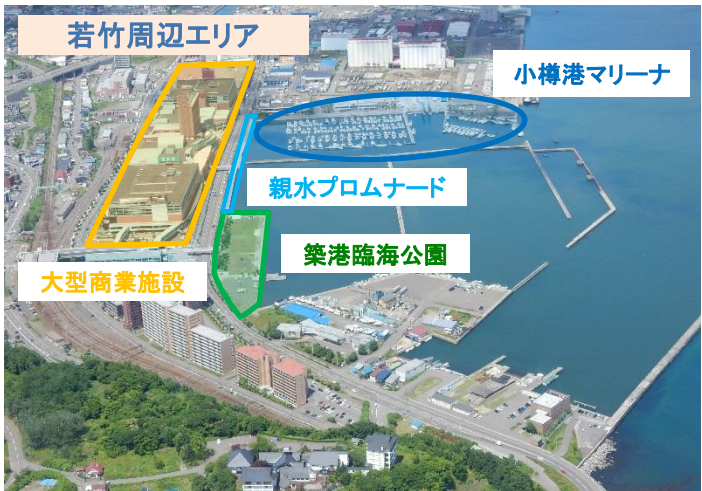 若竹周辺エリア
小樽港マリーナ
親水プロムナード
築港臨海公園
大型商業施設